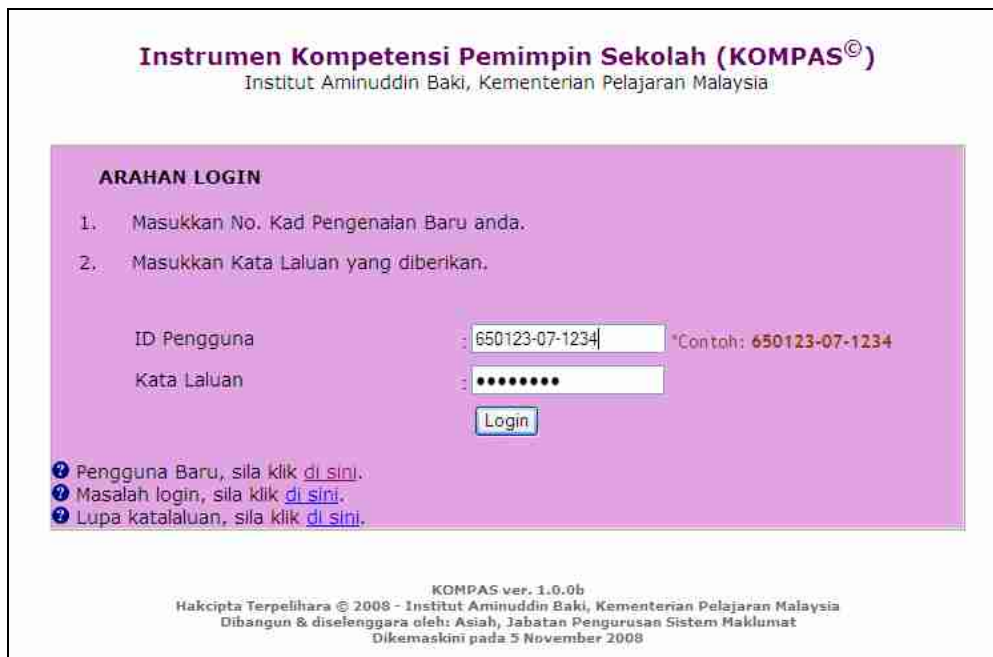 Instrumen Kompetensi Pemimpin Sekolah (KOMPAS©)
Institut Aminuddin Baki, Kementerian Pelajaran Malaysia
ARAHAN LOGIN
1. Masukkan No. Kad Pengenalan Baru anda.
2. Masukkan Kata Laluan yang diberikan.
ID Pengguna : 650123-07-1234 *Contoh: 650123-07-1234
Kata Laluan : ••••••••
Login
Pengguna Baru, sila klik di sini.
Masalah login, sila klik di sini.
Lupa katalaluan, sila klik di sini.
KOMPAS ver. 1.0.0b
Hakcipta Terpelihara © 2008 - Institut Aminuddin Baki, Kementerian Pelajaran Malaysia
Dibangun & diselenggara oleh: Asiah, Jabatan Pengurusan Sistem Maklumat
Dikemaskini pada 5 November 2008